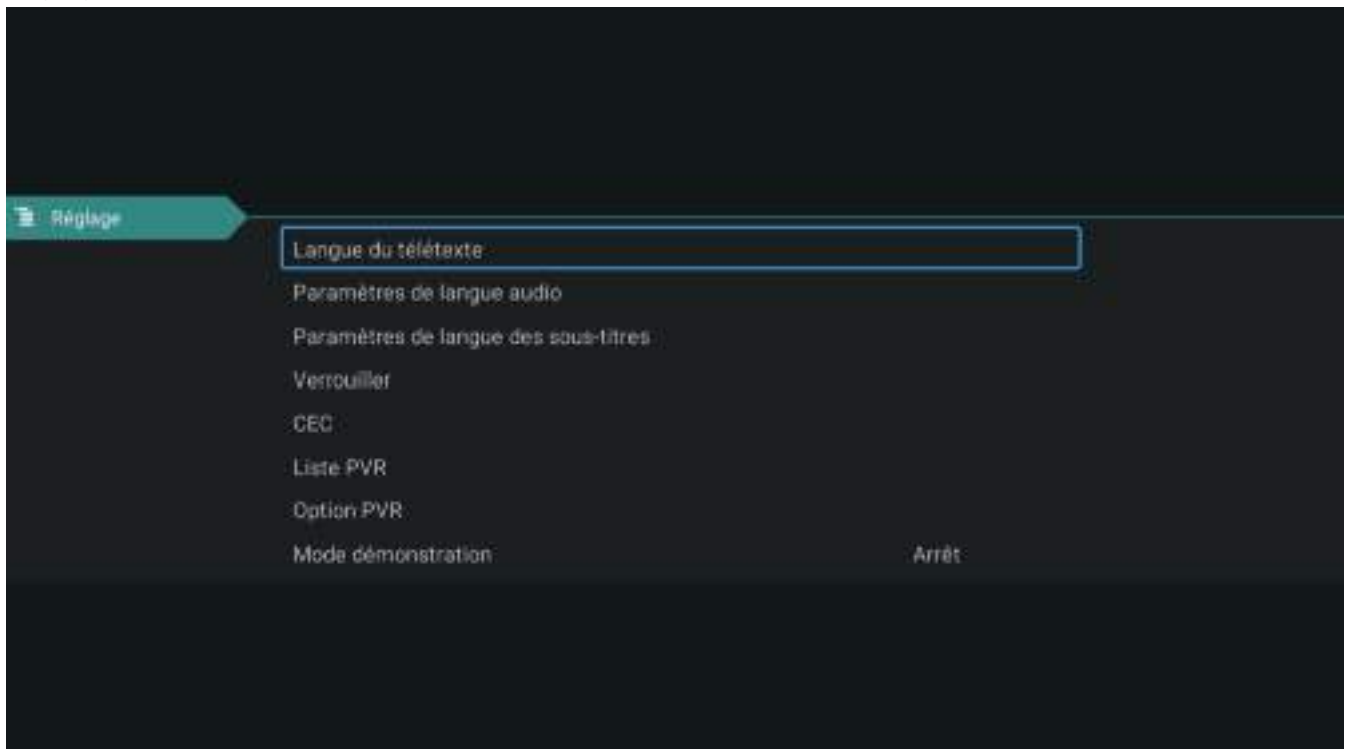 Réglage
Langue du télétexte
Paramètres de langue audio
Paramètres de langue des sous-titres
Verrouiller
CEC
Liste PVR
Option PVR
Mode démonstration Arrêt